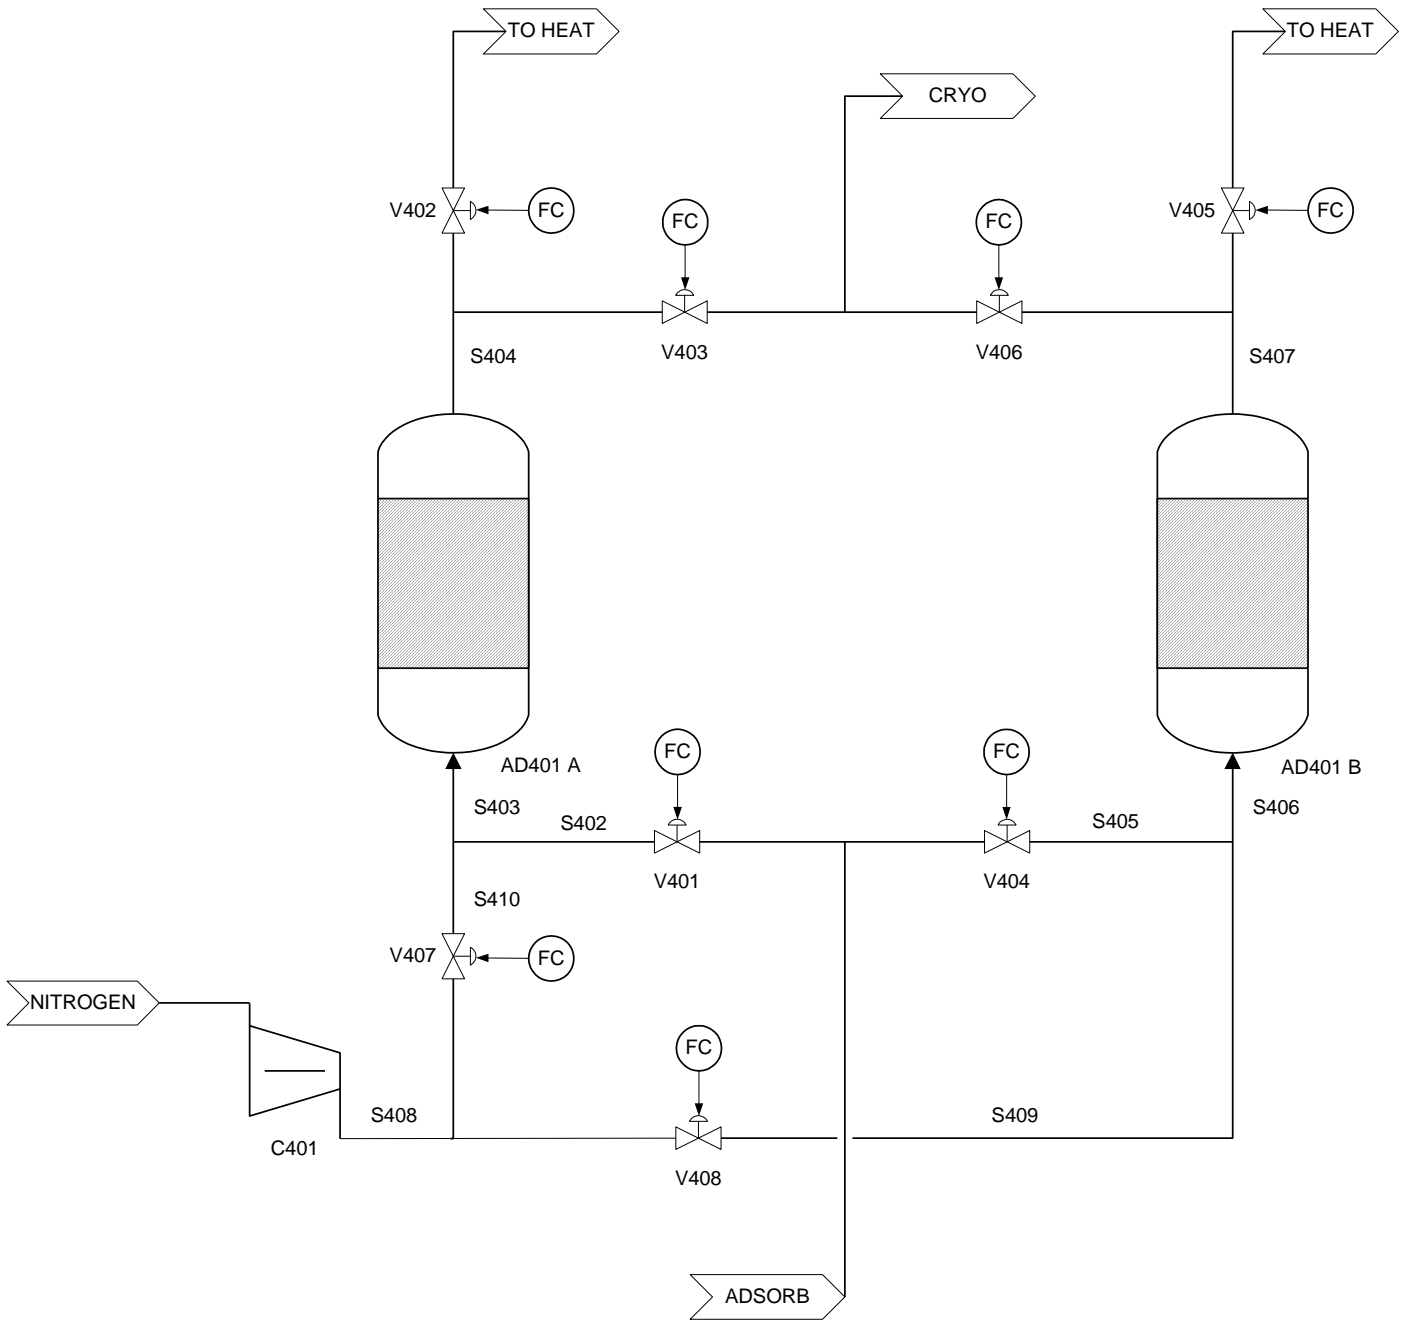 TO HEAT
TO HEAT
CRYO
V402
FC
FC
FC
V405
FC
V403
V406
S404
S407
FC
FC
AD401 A
AD401 B
S403
S402
S405
S406
V401
V404
S410
V407
FC
NITROGEN
FC
S408
S409
C401
V408
ADSORB